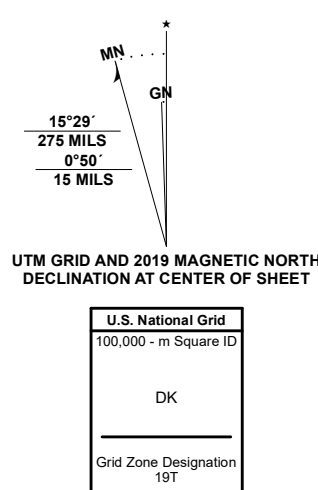 MN
GN
15°29´
275 MILS
0°50´
15 MILS
UTM GRID AND 2019 MAGNETIC NORTH
DECLINATION AT CENTER OF SHEET
U.S. National Grid
100,000 - m Square ID
DK
Grid Zone Designation
19T